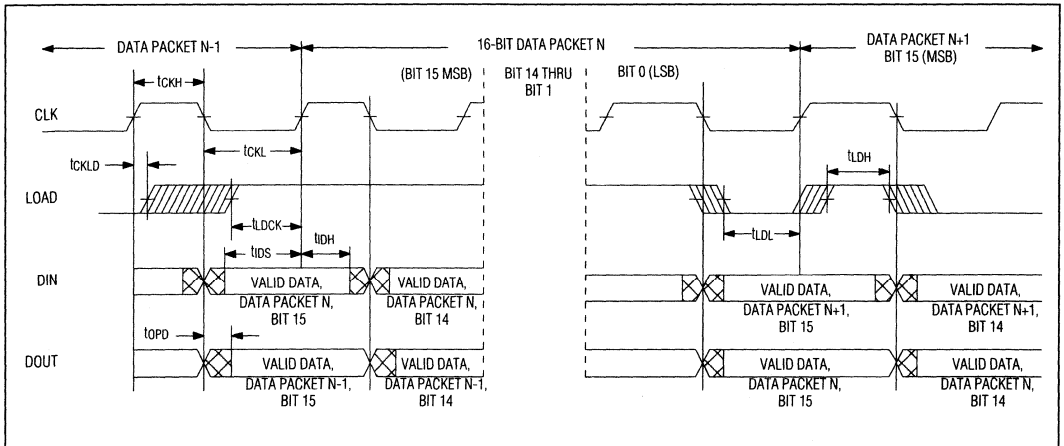 DATA PACKET N-1
16-BIT DATA PACKET N
DATA PACKET N+1
BIT 15 (MSB)
(BIT 15 MSB)
BIT 14 THRU
BIT 1
BIT 0 (LSB)
tCKH
CLK
tCKL
tCKLD
tLDH
LOAD
tLDCK
tLDL
tIDS
tIDH
DIN
VALID DATA,
DATA PACKET N,
BIT 15
VALID DATA,
DATA PACKET N,
BIT 14
VALID DATA,
DATA PACKET N+1,
BIT 15
VALID DATA,
DATA PACKET N+1,
BIT 14
tOPD
DOUT
VALID DATA,
DATA PACKET N-1,
BIT 15
VALID DATA,
DATA PACKET N-1,
BIT 14
VALID DATA,
DATA PACKET N,
BIT 15
VALID DATA,
DATA PACKET N,
BIT 14